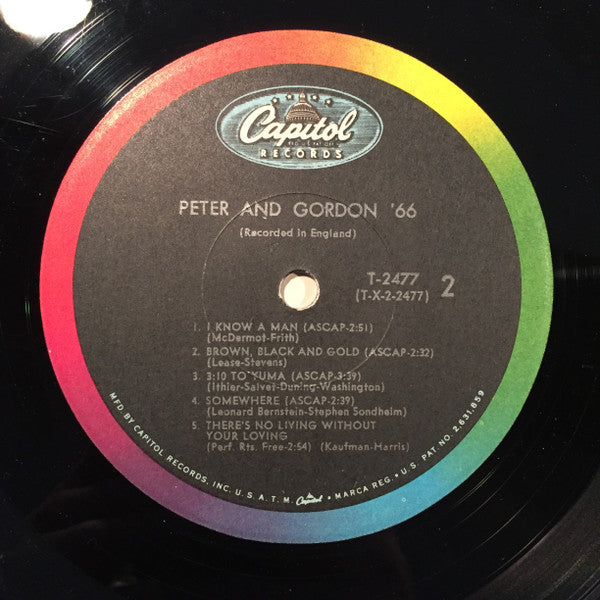 Capitol
REG. U.S. PAT. OFF.
RECORDS
PETER AND GORDON '66
(Recorded in England)
T-2477
(T-X-2-2477)
2
1. I KNOW A MAN (ASCAP-2:51)
(McDermot-Frith)
2. BROWN, BLACK AND GOLD (ASCAP-2:32)
(Lease-Stevens)
3. 3:10 TO YUMA (ASCAP-3:39)
(Ithier-Salvet-Duning-Washington)
4. SOMEWHERE (ASCAP-2:39)
(Leonard Bernstein-Stephen Sondheim)
5. THERE'S NO LIVING WITHOUT
YOUR LOVING
(Perf. Rts. Free-2:54) (Kaufman-Harris)
MFD. BY CAPITOL RECORDS, INC. U.S.A. T.M. Capitol • MARCA REG. • U.S. PAT. NO. 2,631,859